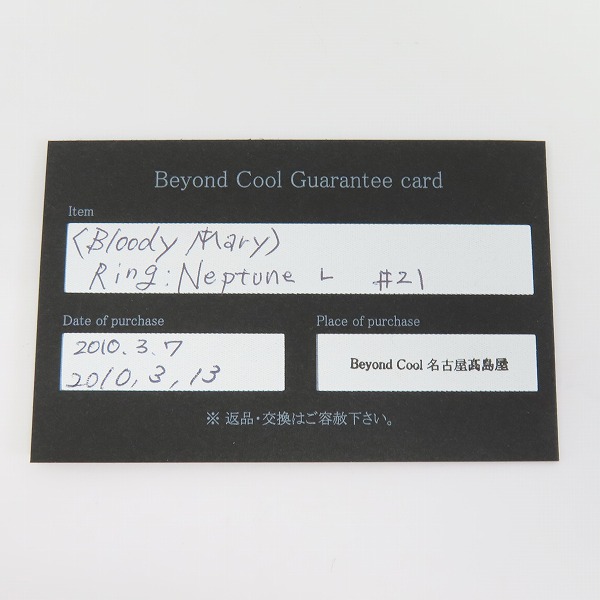 Beyond Cool Guarantee card
Item
〈Bloody Mary〉
Ring: Neptune L #21
Date of purchase
Place of purchase
2010.3.7
2010,3,13
Beyond Cool 名古屋髙島屋
※ 返品・交換はご容赦下さい。